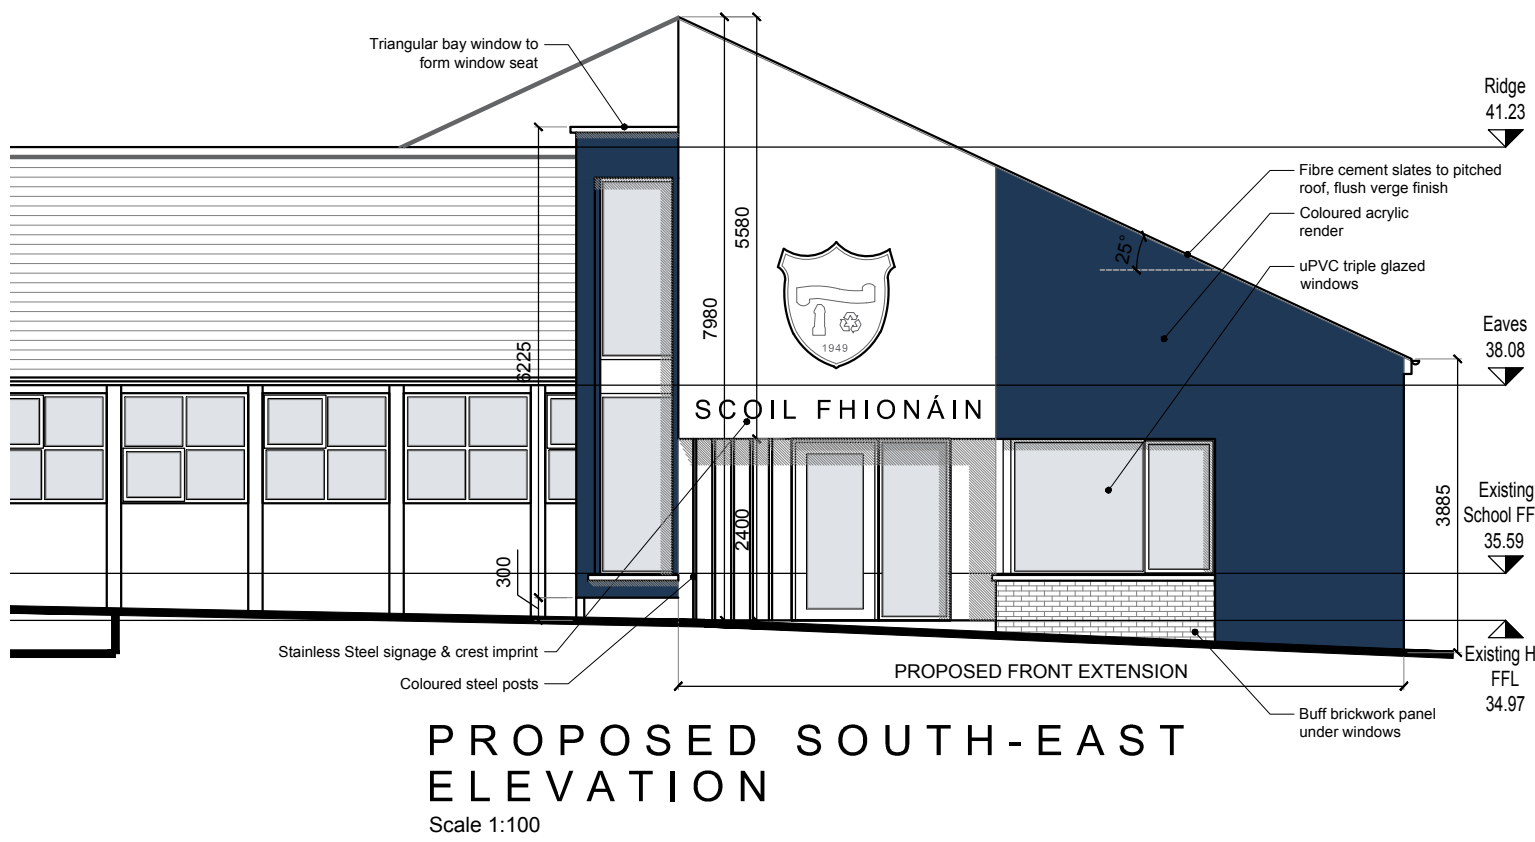 Triangular bay window to
form window seat
Ridge
41.23
Fibre cement slates to pitched
roof, flush verge finish
Coloured acrylic
render
25°
uPVC triple glazed
windows
5580
7980
6225
1949
Eaves
38.08
SCOIL FHIONÁIN
Existing
School FF
35.59
3885
2400
300
Stainless Steel signage & crest imprint
Coloured steel posts
PROPOSED FRONT EXTENSION
Existing H
FFL
34.97
Buff brickwork panel
under windows
PROPOSED SOUTH-EAST
ELEVATION
Scale 1:100